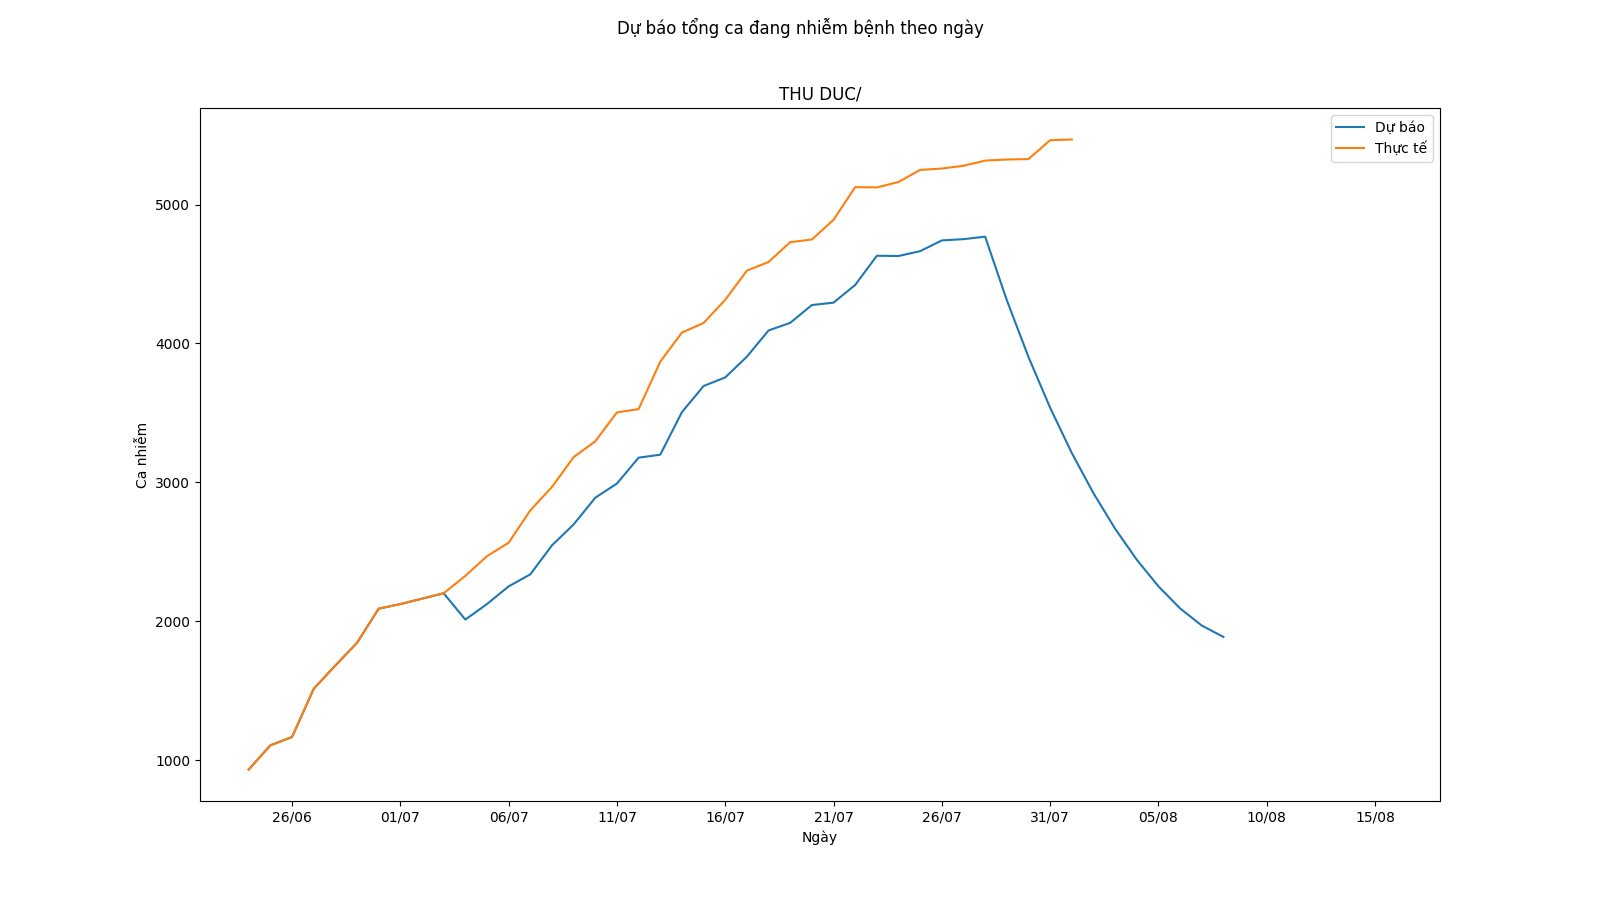 Dự báo tổng ca đang nhiễm bệnh theo ngày
THU DUC/
Dự báo
Thực tế
5000
4000
3000
2000
1000
Ca nhiễm
26/06
01/07
06/07
11/07
16/07
21/07
26/07
31/07
05/08
10/08
15/08
Ngày